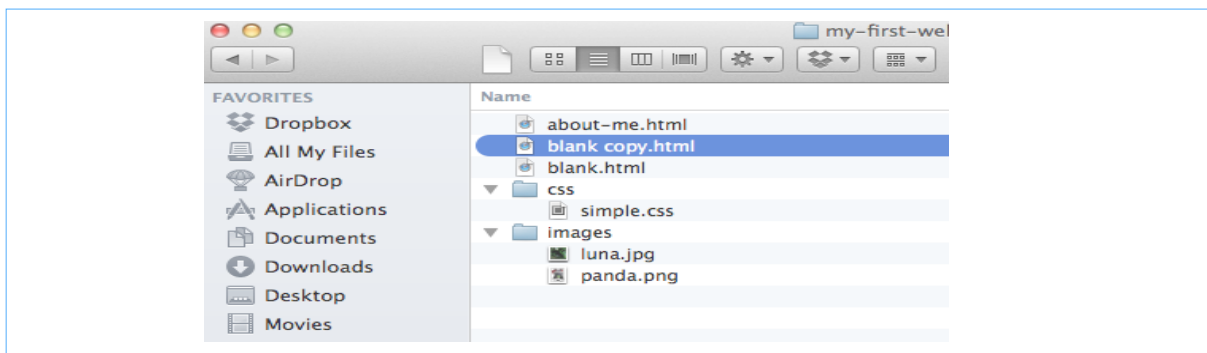 my-first-wel
FAVORITES
Dropbox
All My Files
AirDrop
Applications
Documents
Downloads
Desktop
Movies
Name
about-me.html
blank copy.html
blank.html
css
simple.css
images
luna.jpg
panda.png